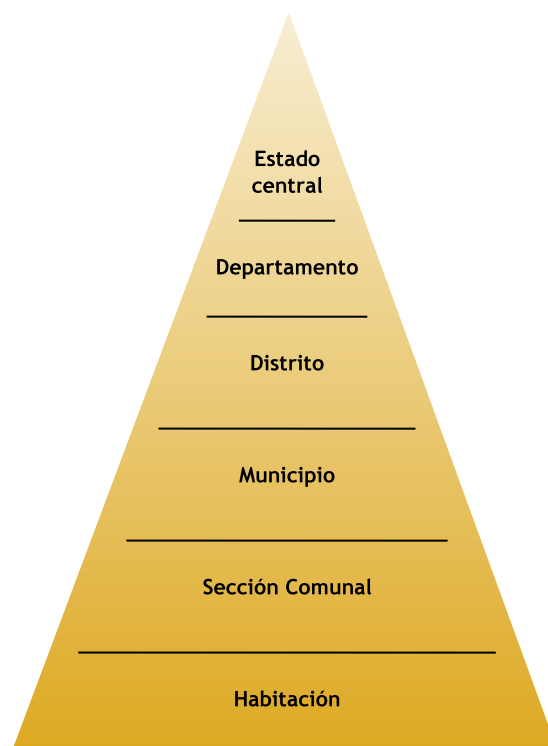 Estado
central
Departamento
Distrito
Municipio
Sección Comunal
Habitación